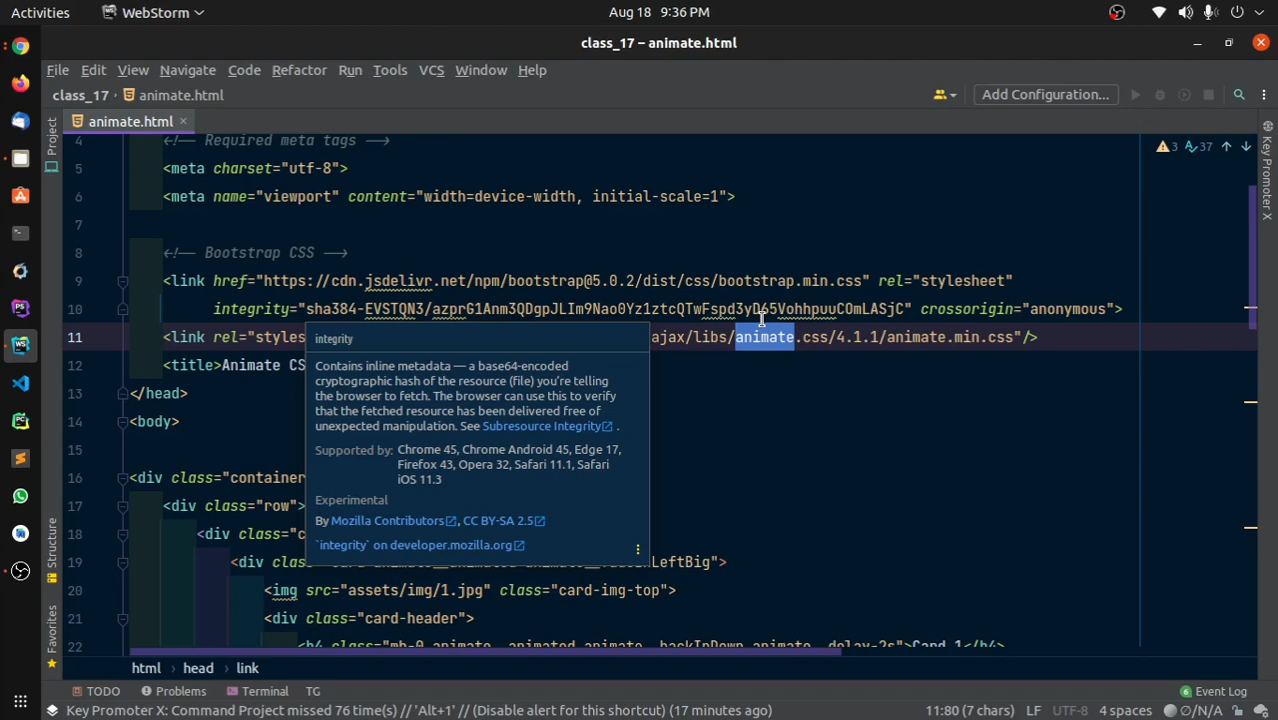 Activities WebStorm Aug 18 9:36 PM
class_17 – animate.html
File Edit View Navigate Code Refactor Run Tools VCS Window Help
class_17 animate.html Add Configuration...
animate.html ×
Project
Structure
Favorites
Key Promoter X
3 37
4 <!-- Required meta tags -->
5 <meta charset="utf-8">
6 <meta name="viewport" content="width=device-width, initial-scale=1">
7
8 <!-- Bootstrap CSS -->
9 <link href="https://cdn.jsdelivr.net/npm/bootstrap@5.0.2/dist/css/bootstrap.min.css" rel="stylesheet"
10 integrity="sha384-EVSTQN3/azprG1Anm3QDgpJLIm9Nao0Yz1ztcQTwFspd3yD65VohhpuuCOmLASjC" crossorigin="anonymous">
11 <link rel="styles ajax/libs/animate.css/4.1.1/animate.min.css"/>
12 <title>Animate CS
13 </head>
14 <body>
15
16 <div class="container
17 <div class="row">
18 <div class="c
19 <div clas LeftBig">
20 <img src="assets/img/1.jpg" class="card-img-top">
21 <div class="card-header">
22 Card 1</h4>
integrity
Contains inline metadata — a base64-encoded
cryptographic hash of the resource (file) you're telling
the browser to fetch. The browser can use this to verify
that the fetched resource has been delivered free of
unexpected manipulation. See Subresource Integrity .
Supported by: Chrome 45, Chrome Android 45, Edge 17,
Firefox 43, Opera 32, Safari 11.1, Safari
iOS 11.3
Experimental
By Mozilla Contributors, CC BY-SA 2.5
`integrity` on developer.mozilla.org
html › head › link
TODO Problems Terminal TG 6 Event Log
Key Promoter X: Command Project missed 76 time(s) // 'Alt+1' // (Disable alert for this shortcut) (17 minutes ago) 11:80 (7 chars) LF UTF-8 4 spaces ∅/N/A